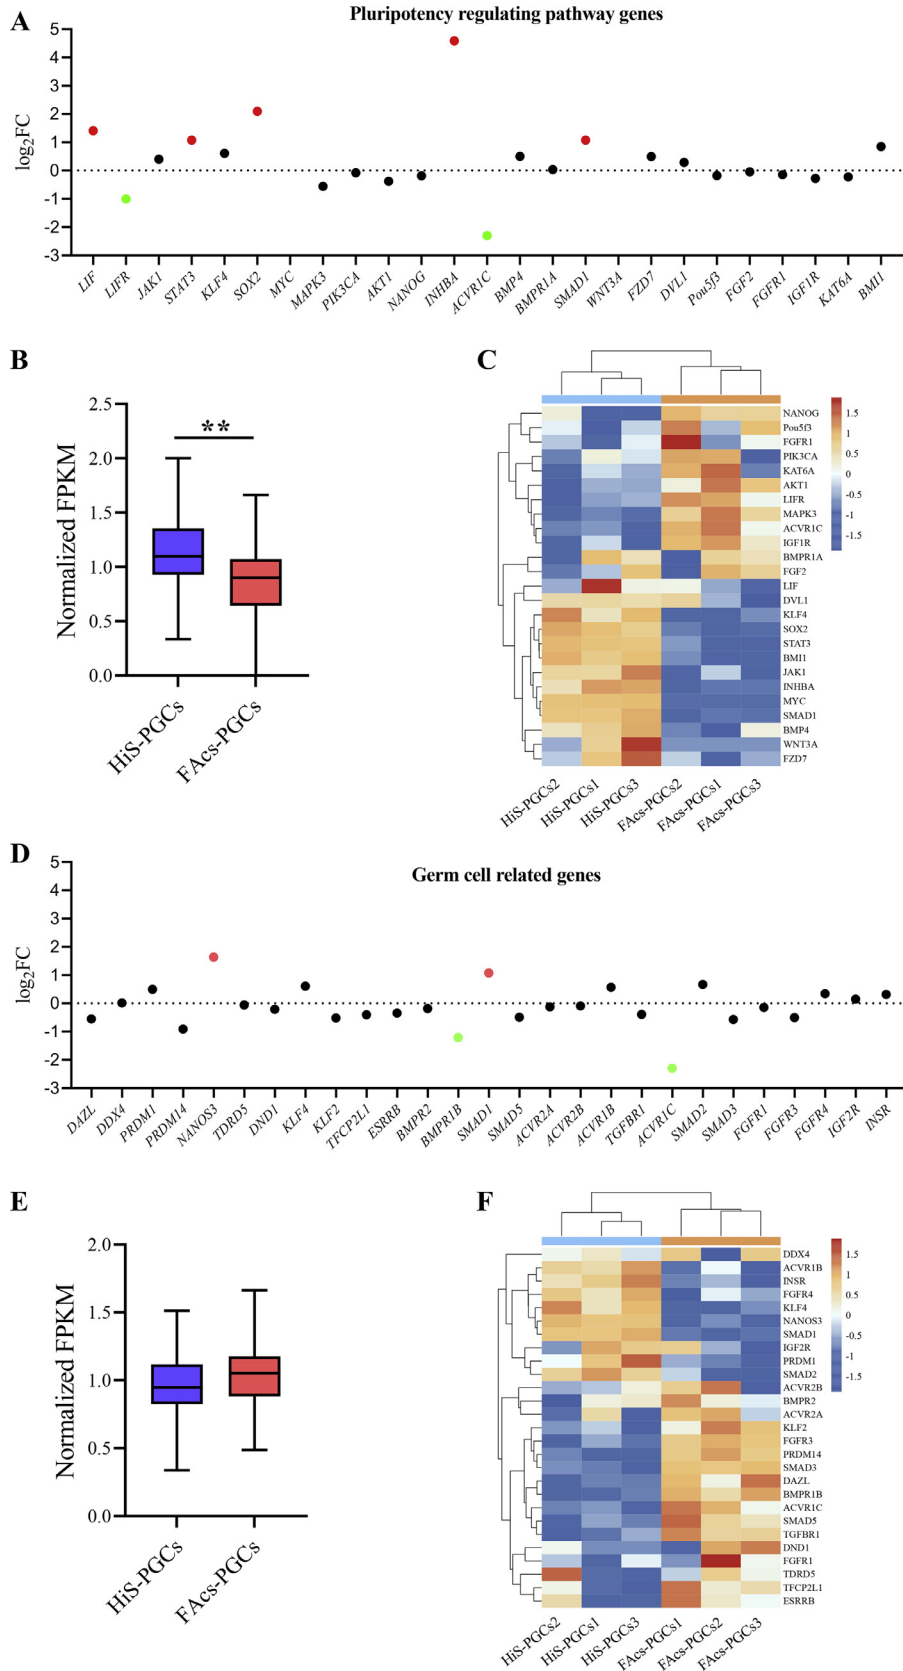 A
Pluripotency regulating pathway genes
log2FC
5
4
3
2
1
0
-1
-2
-3
LIF
LIFR
JAK1
STAT3
KLF4
SOX2
MYC
MAPK3
PIK3CA
AKT1
NANOG
INHBA
ACVR1C
BMP4
BMPR1A
SMAD1
WNT3A
FZD7
DVL1
Pou5f3
FGF2
FGFR1
IGF1R
KAT6A
BMI1
B
Normalized FPKM
2.5
2.0
1.5
1.0
0.5
0.0
**
HiS-PGCs
FAcs-PGCs
C
NANOG
Pou5f3
FGFR1
PIK3CA
KAT6A
AKT1
LIFR
MAPK3
ACVR1C
IGF1R
BMPR1A
FGF2
LIF
DVL1
KLF4
SOX2
STAT3
BMI1
JAK1
INHBA
MYC
SMAD1
BMP4
WNT3A
FZD7
1.5
1
0.5
0
-0.5
-1
-1.5
HiS-PGCs2
HiS-PGCs1
HiS-PGCs3
FAcs-PGCs2
FAcs-PGCs1
FAcs-PGCs3
D
Germ cell related genes
log2FC
5
4
3
2
1
0
-1
-2
-3
DAZL
DDX4
PRDM1
PRDM14
NANOS3
TDRD5
DND1
KLF4
KLF2
TFCP2L1
ESRRB
BMPR2
BMPR1B
SMAD1
SMAD5
ACVR2A
ACVR2B
ACVR1B
TGFBR1
ACVR1C
SMAD2
SMAD3
FGFR1
FGFR3
FGFR4
IGF2R
INSR
E
Normalized FPKM
2.0
1.5
1.0
0.5
0.0
HiS-PGCs
FAcs-PGCs
F
DDX4
ACVR1B
INSR
FGFR4
KLF4
NANOS3
SMAD1
IGF2R
PRDM1
SMAD2
ACVR2B
BMPR2
ACVR2A
KLF2
FGFR3
PRDM14
SMAD3
DAZL
BMPR1B
ACVR1C
SMAD5
TGFBR1
DND1
FGFR1
TDRD5
TFCP2L1
ESRRB
1.5
1
0.5
0
-0.5
-1
-1.5
HiS-PGCs2
HiS-PGCs1
HiS-PGCs3
FAcs-PGCs1
FAcs-PGCs2
FAcs-PGCs3